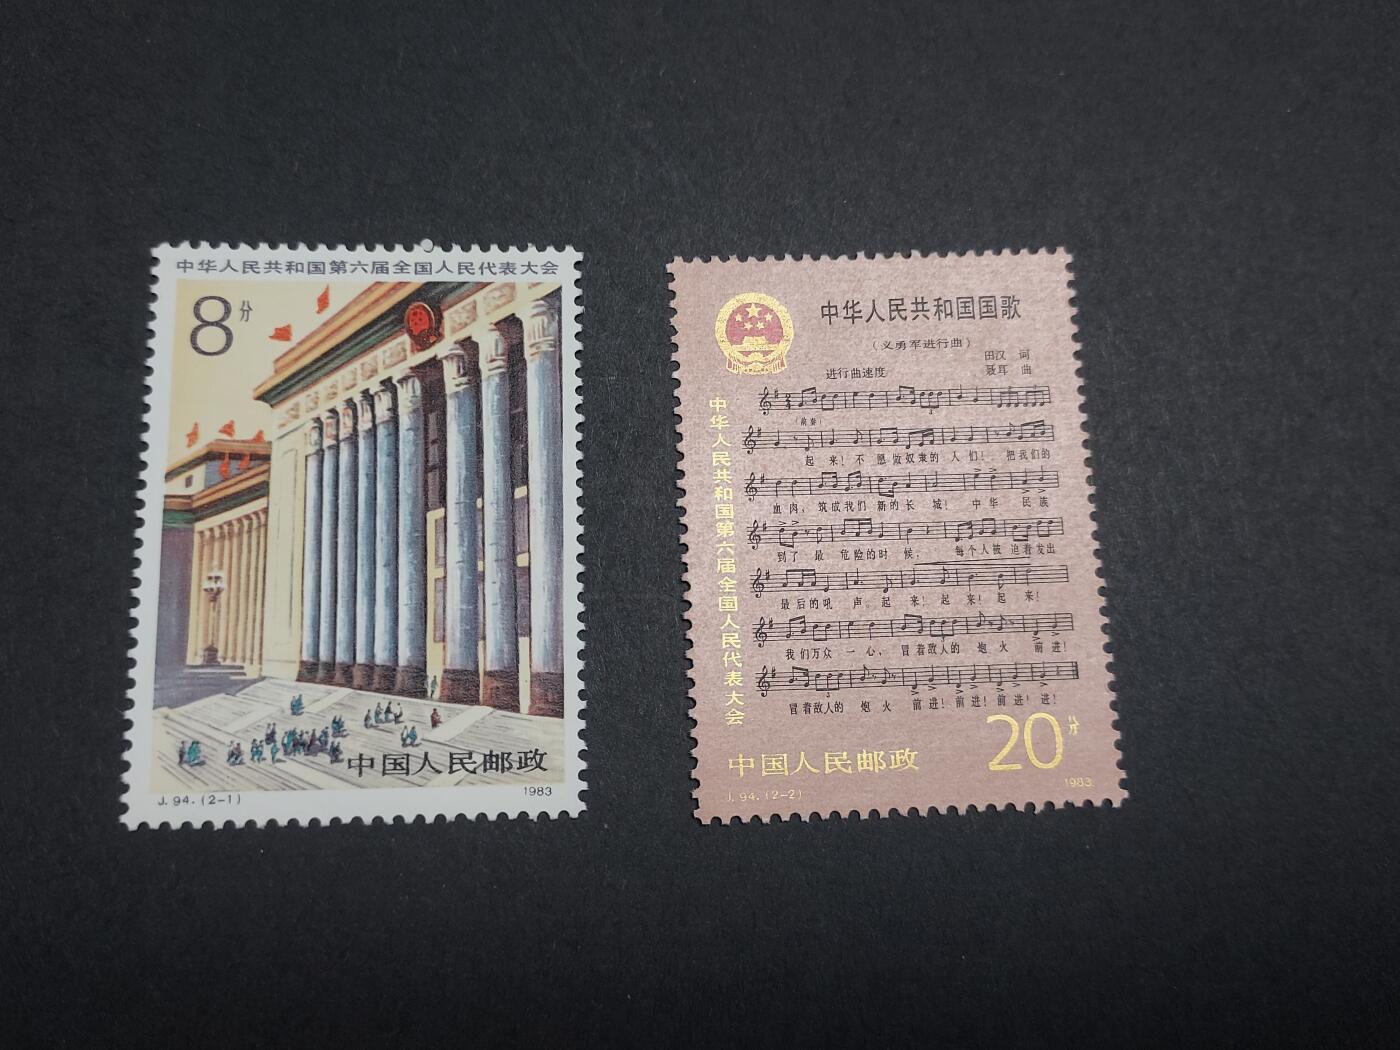 中华人民共和国第六届全国人民代表大会
8分
中国人民邮政
J.94.(2-1)
1983
中华人民共和国国歌
(义勇军进行曲)
田汉 词
聂耳 曲
进行曲速度
中华人民共和国第六届全国人民代表大会
(前奏)
起来！不愿做奴隶的人们！把我们的
血肉，筑成我们新的长城！中华民族
到了最危险的时候，每个人被迫着发出
最后的吼声。起来！起来！起来！
我们万众一心，冒着敌人的炮火前进！
冒着敌人的炮火前进！前进！前进！进！
20分
中国人民邮政
J.94.(2-2)
1983